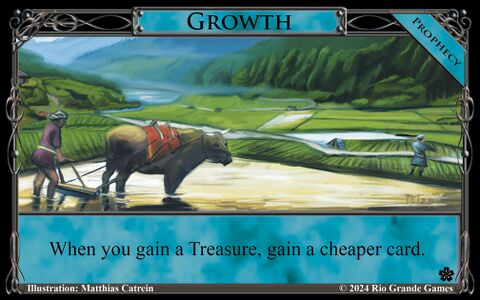 Growth
Prophecy
When you gain a Treasure, gain a cheaper card.
Illustration: Matthias Catrein
© 2024 Rio Grande Games